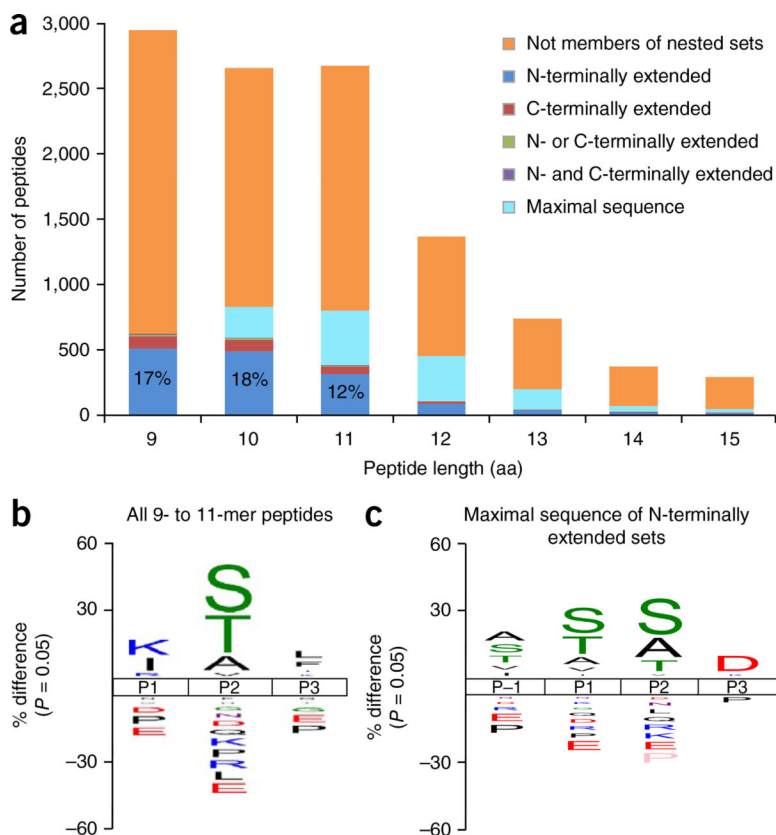 a
3,000
2,500
2,000
1,500
1,000
500
0
Number of peptides
Not members of nested sets
N-terminally extended
C-terminally extended
N- or C-terminally extended
N- and C-terminally extended
Maximal sequence
17%
18%
12%
9 10 11 12 13 14 15
Peptide length (aa)
b
All 9- to 11-mer peptides
60
30
–30
–60
% difference
(P = 0.05)
S
T
K
I
A
L
F
P1 P2 P3
D
P
E
G
N
D
Q
K
P
R
L
E
G
E
P
c
Maximal sequence of N-terminally
extended sets
60
30
–30
–60
% difference
(P = 0.05)
A
S
T
V
S
T
A
V
S
A
T
V
D
P–1 P1 P2 P3
R
E
P
G
Q
D
R
P
E
N
L
Q
R
K
E
P
P